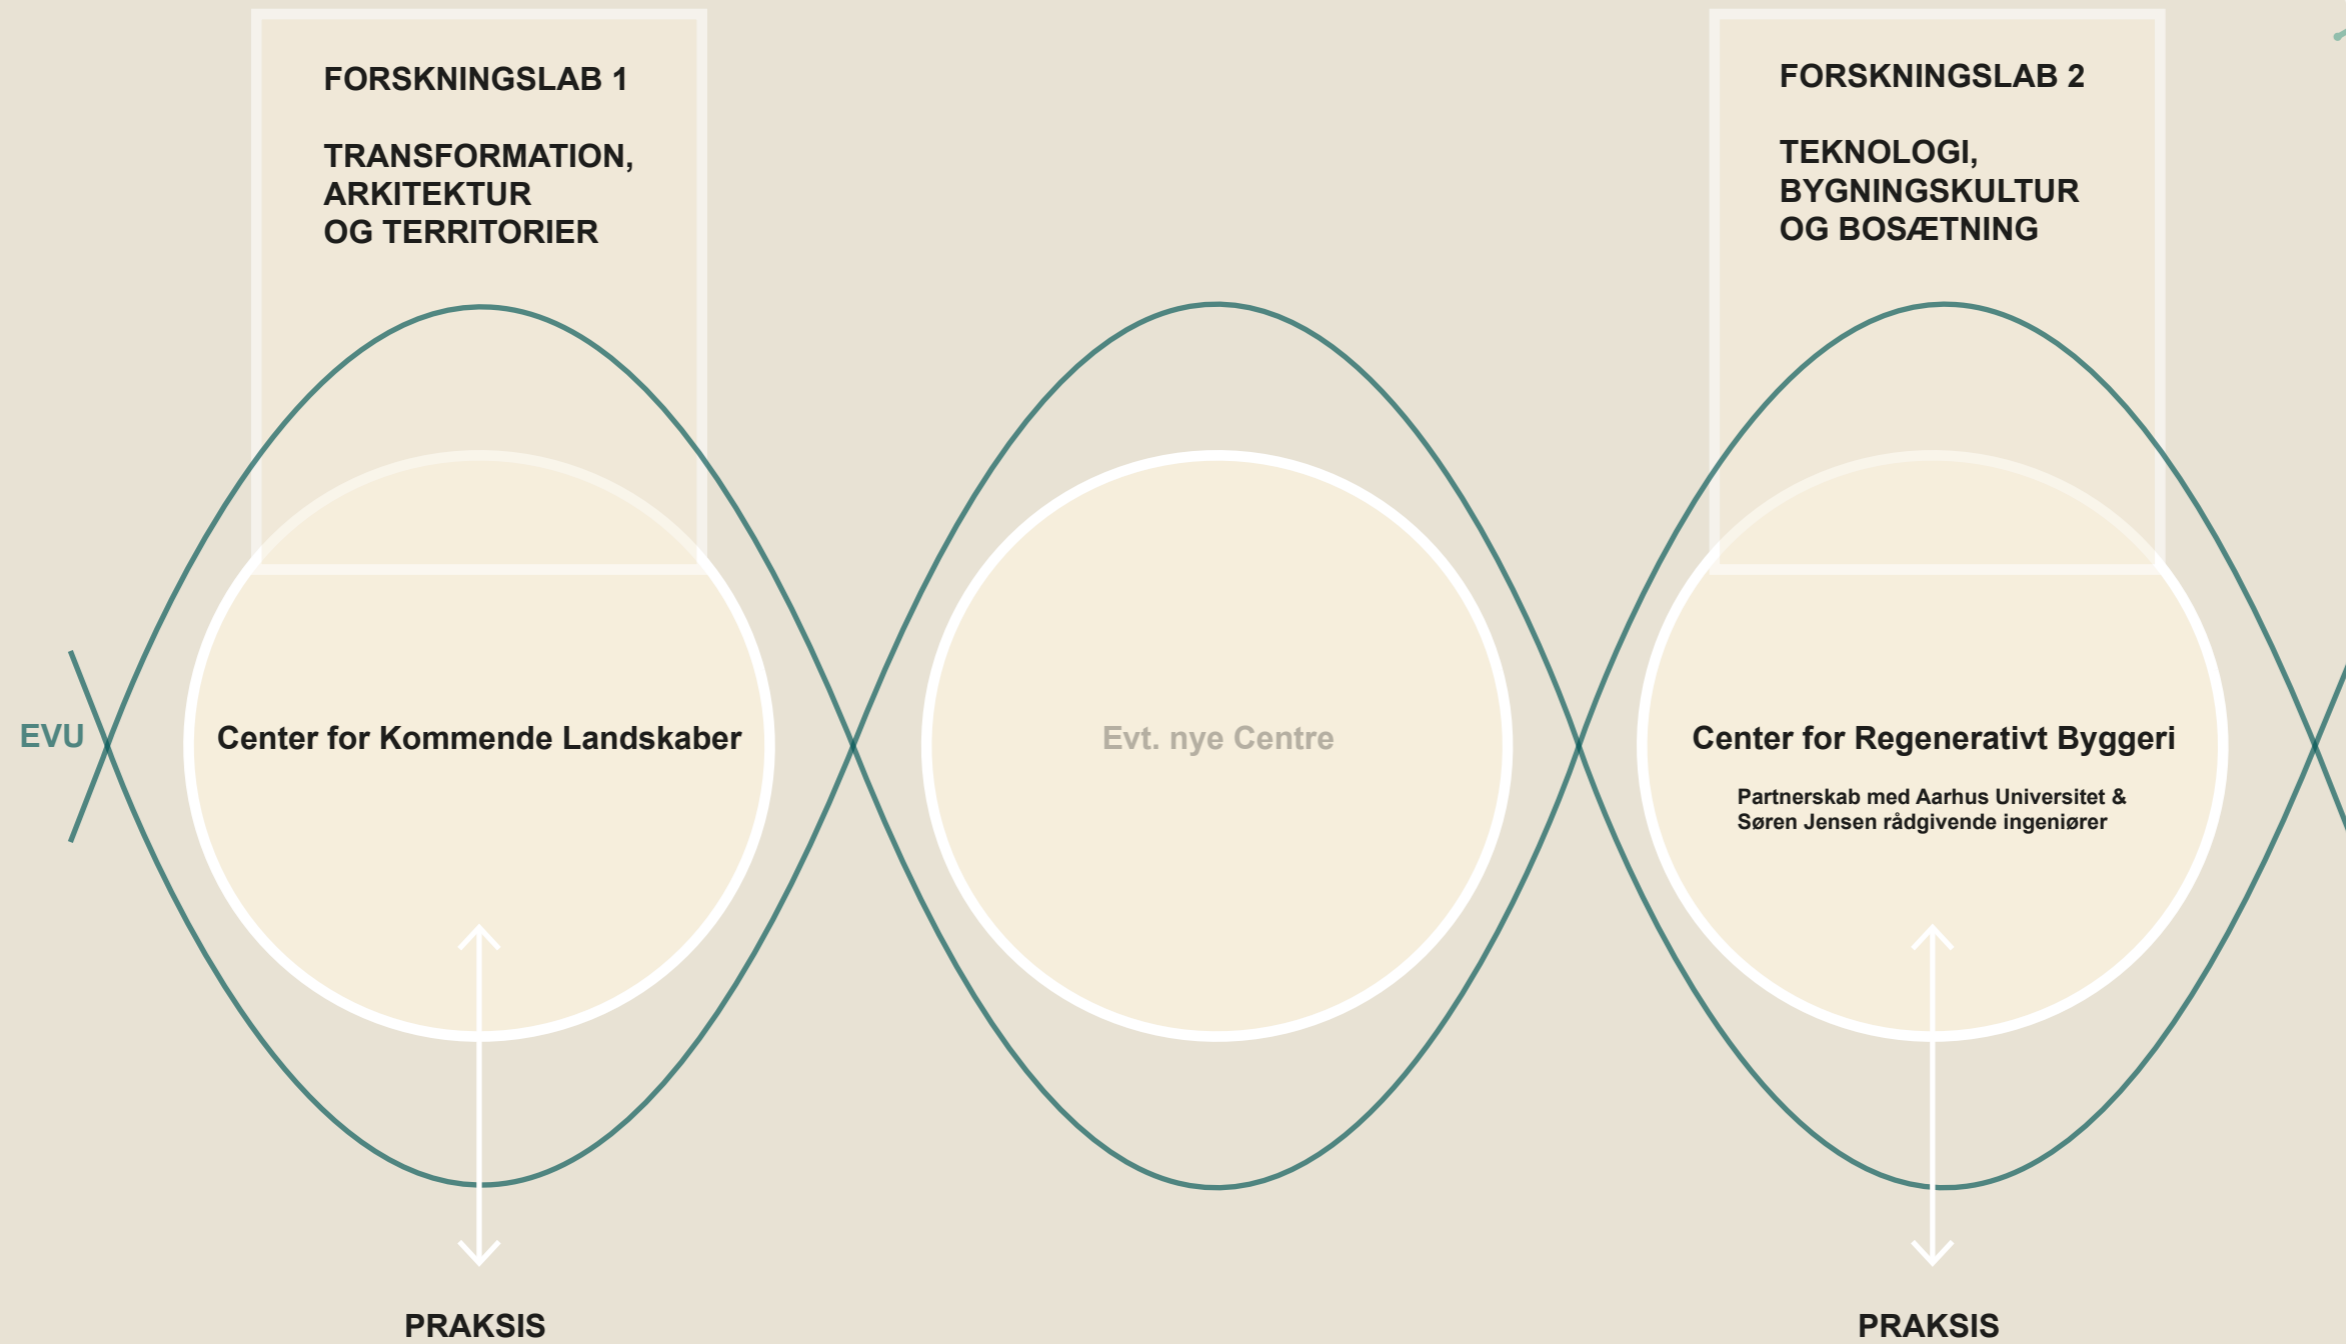 FORSKNINGSLAB 1
TRANSFORMATION,
ARKITEKTUR
OG TERRITORIER
FORSKNINGSLAB 2
TEKNOLOGI,
BYGNINGSKULTUR
OG BOSÆTNING
EVU
Center for Kommende Landskaber
Evt. nye Centre
Center for Regenerativt Byggeri
Partnerskab med Aarhus Universitet &
Søren Jensen rådgivende ingeniører
PRAKSIS
PRAKSIS